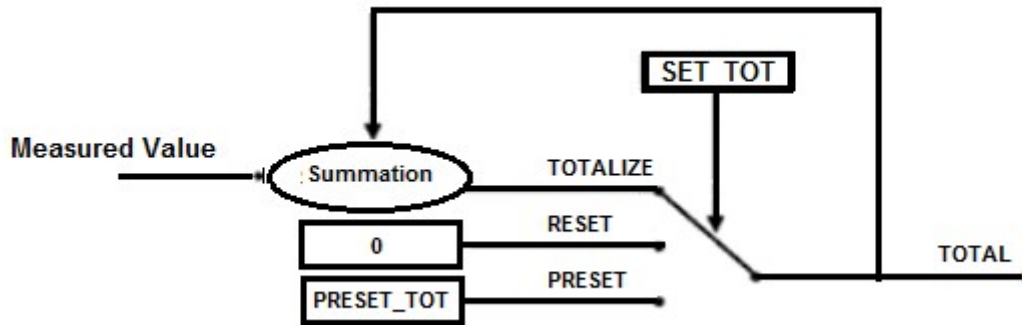 SET_TOT
Measured Value
Summation
TOTALIZE
RESET
0
TOTAL
PRESET
PRESET_TOT